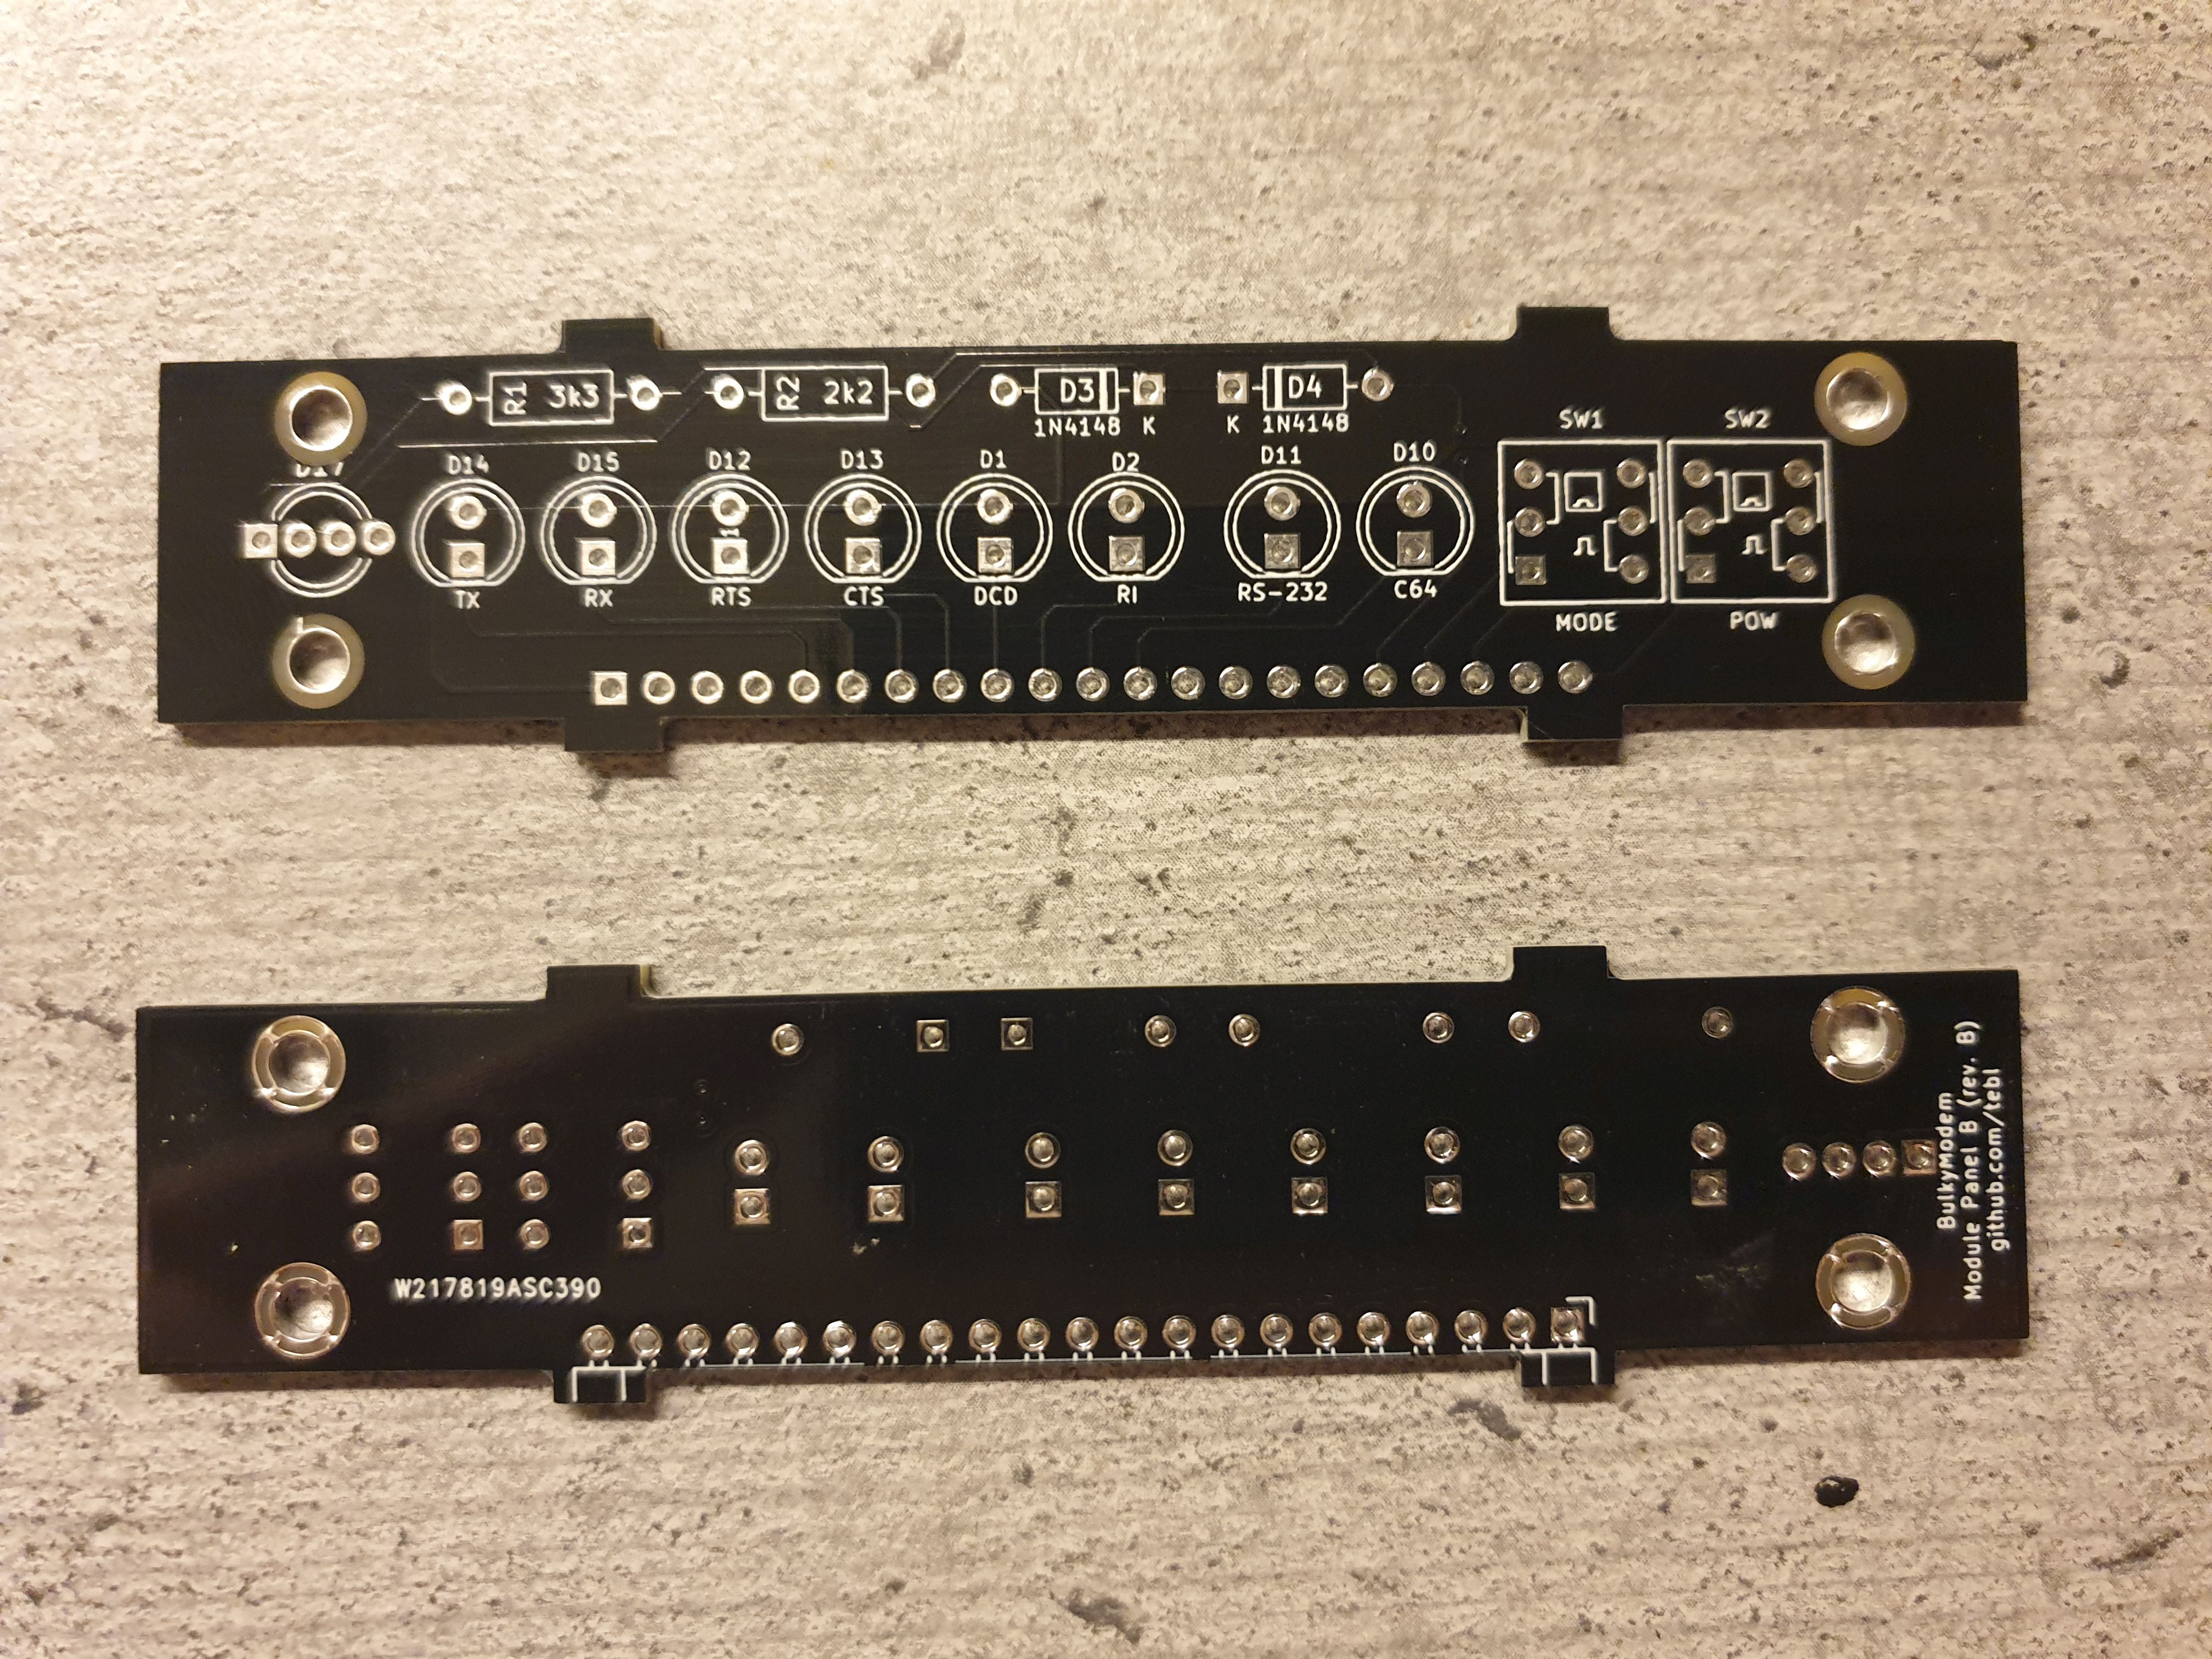 R1 3k3
R2 2k2
D3
1N4148 K
D4
K 1N4148
SW1
SW2
D14
D15
D12
D13
D1
D2
D11
D10
1
TX
RX
RTS
CTS
DCD
RI
RS-232
C64
MODE
POW
BulkyModem
Module Panel B (rev. B)
github.com/tebl
W217819ASC390